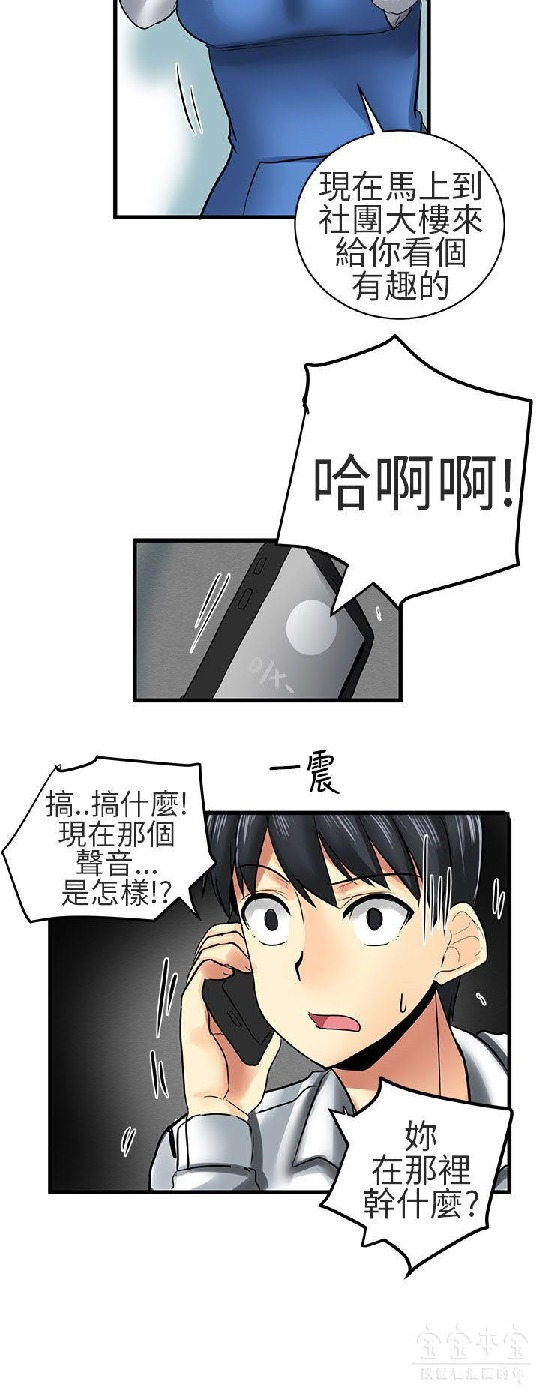 現在馬上到
社團大樓來
給你看個
有趣的
哈啊啊!
一震
搞..搞什麼!
現在那個
聲音...
是怎樣!?
妳
在那裡
幹什麼?